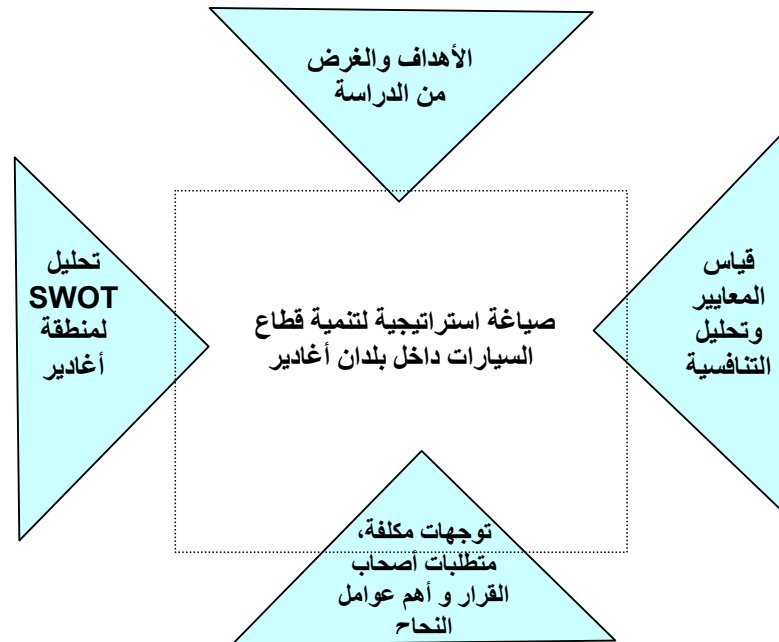 الأهداف والغرض
من الدراسة
قياس
المعايير
وتحليل
التنافسية
صياغة استراتيجية لتنمية قطاع
السيارات داخل بلدان أغادير
تحليل
SWOT
لمنطقة
أغادير
توجهات مكلفة،
متطلبات أصحاب
القرار و أهم عوامل
النجاح